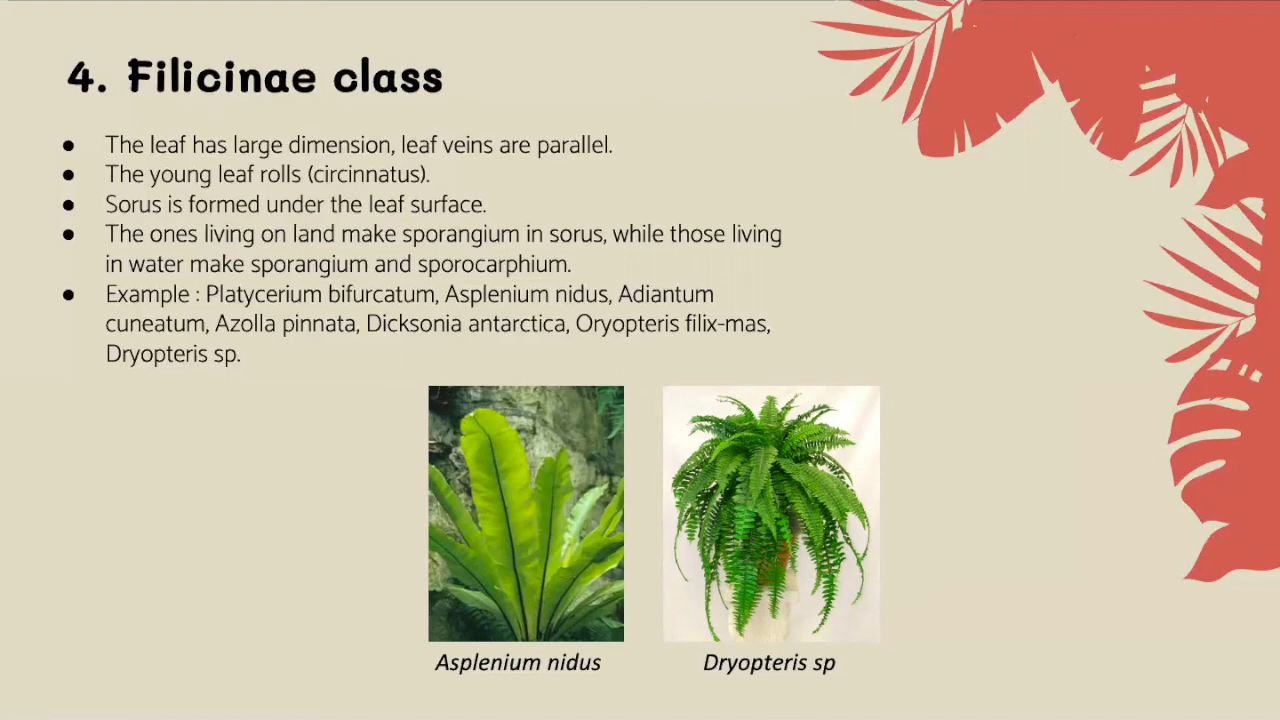 4. Filicinae class
● The leaf has large dimension, leaf veins are parallel.
● The young leaf rolls (circinnatus).
● Sorus is formed under the leaf surface.
● The ones living on land make sporangium in sorus, while those living
in water make sporangium and sporocarphium.
● Example : Platycerium bifurcatum, Asplenium nidus, Adiantum
cuneatum, Azolla pinnata, Dicksonia antarctica, Oryopteris filix-mas,
Dryopteris sp.
Asplenium nidus
Dryopteris sp